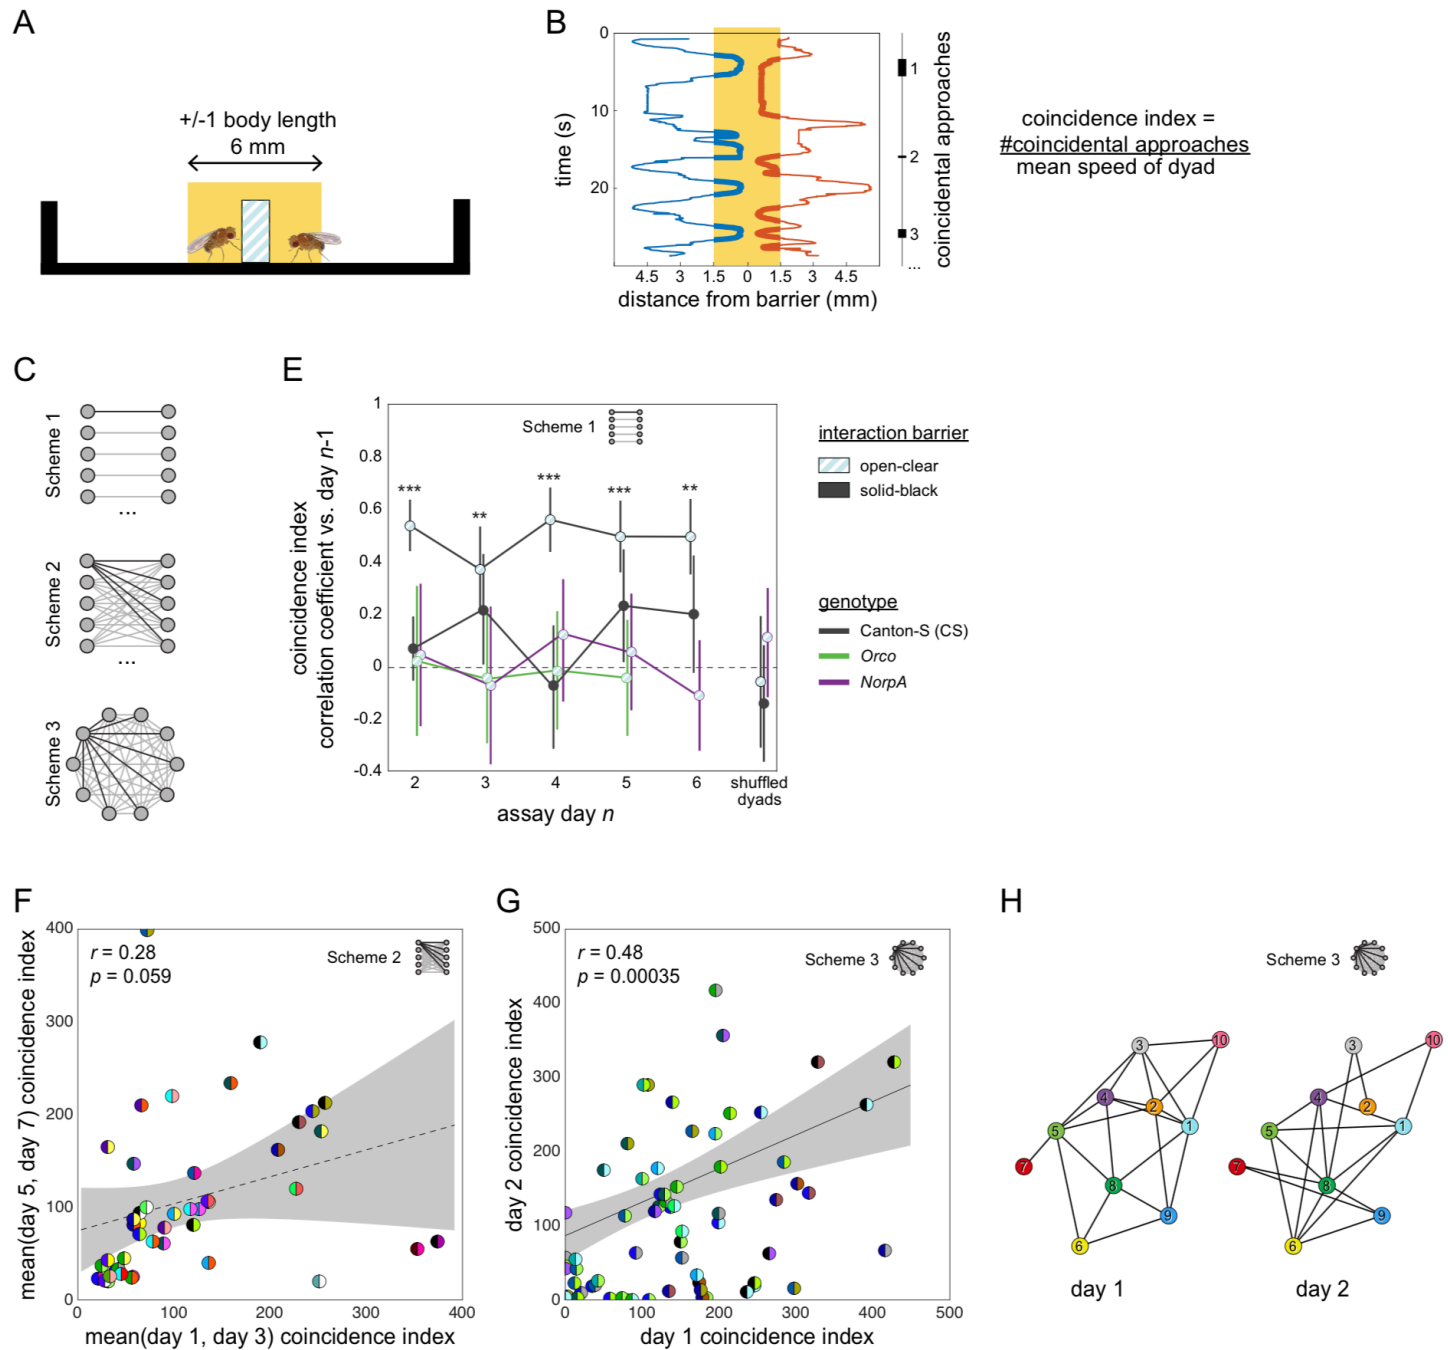 A
+/-1 body length
6 mm
B
0
10
20
time (s)
4.5 3 1.5 0 1.5 3 4.5
distance from barrier (mm)
1
2
3
...
coincidental approaches
coincidence index =
#coincidental approaches
mean speed of dyad
C
Scheme 1
...
Scheme 2
...
Scheme 3
E
coincidence index
correlation coefficient vs. day n-1
1
0.8
0.6
0.4
0.2
0
-0.2
-0.4
Scheme 1
***
**
***
***
**
2 3 4 5 6 shuffled
dyads
assay day n
interaction barrier
open-clear
solid-black
genotype
Canton-S (CS)
Orco
NorpA
F
mean(day 5, day 7) coincidence index
400
300
200
100
0
r = 0.28
p = 0.059
Scheme 2
0 100 200 300 400
mean(day 1, day 3) coincidence index
G
day 2 coincidence index
500
400
300
200
100
0
r = 0.48
p = 0.00035
Scheme 3
0 100 200 300 400 500
day 1 coincidence index
H
Scheme 3
3
10
4
2
1
5
7
8
9
6
day 1
3
10
4
2
1
5
7
8
9
6
day 2